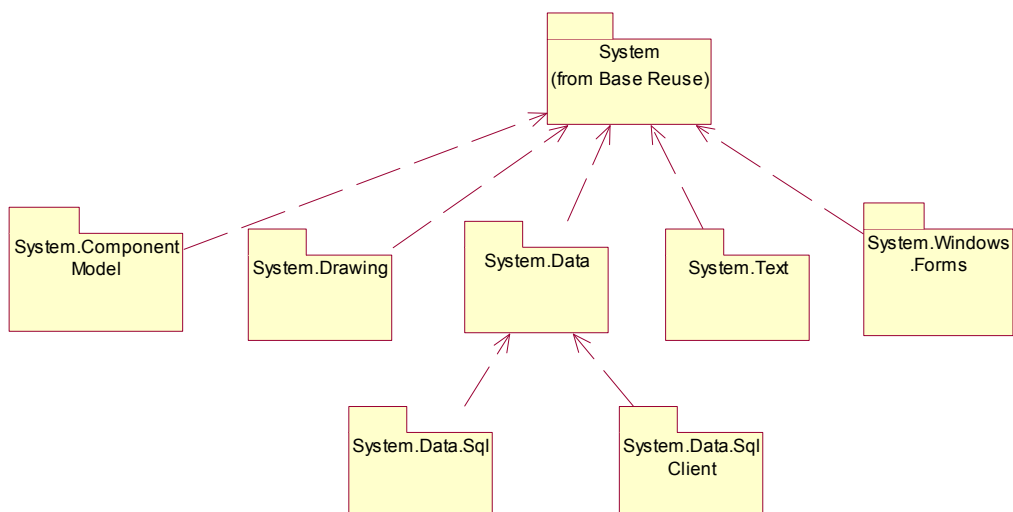 System
(from Base Reuse)
System.Component
Model
System.Drawing
System.Data
System.Text
System.Windows
.Forms
System.Data.Sql
System.Data.Sql
Client